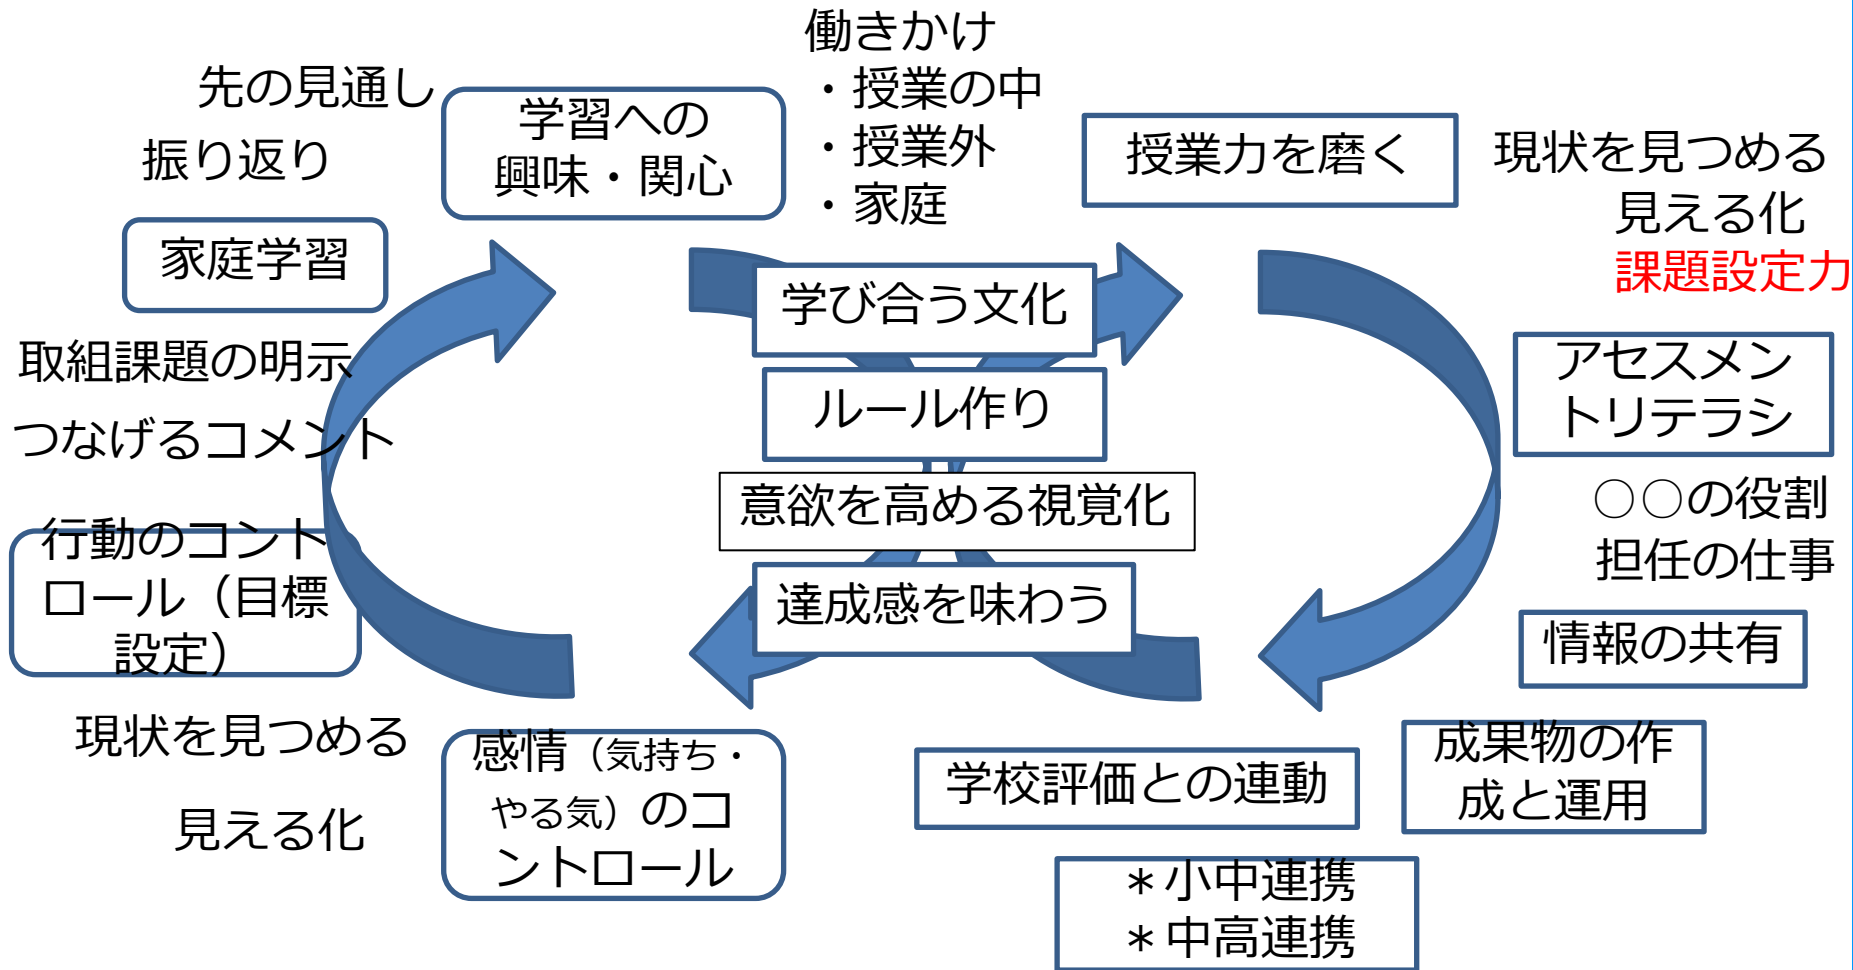 働きかけ
・授業の中
・授業外
・家庭
先の見通し
振り返り
学習への
興味・関心
授業力を磨く
現状を見つめる
見える化
課題設定力
家庭学習
学び合う文化
取組課題の明示
つなげるコメント
ルール作り
アセスメン
トリテラシ
意欲を高める視覚化
○○の役割
担任の仕事
行動のコント
ロール（目標
設定）
達成感を味わう
情報の共有
現状を見つめる
見える化
感情（気持ち・
やる気）のコ
ントロール
学校評価との連動
成果物の作
成と運用
＊小中連携
＊中高連携